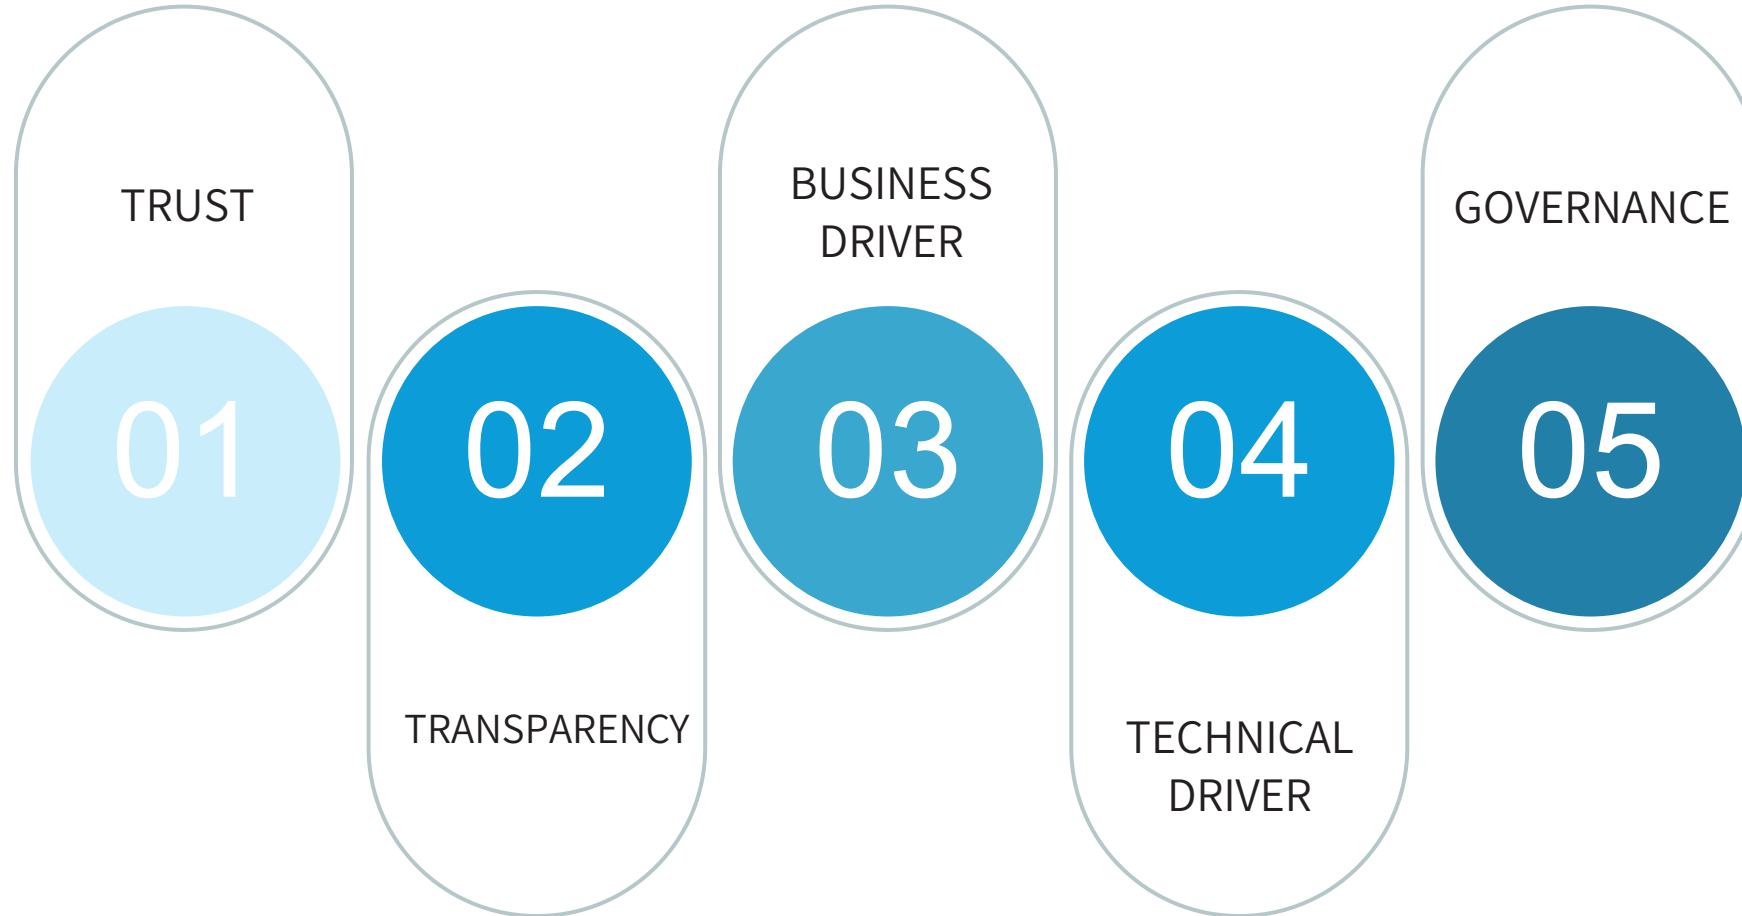 TRUST
01
02
TRANSPARENCY
BUSINESS
DRIVER
03
04
TECHNICAL
DRIVER
GOVERNANCE
05